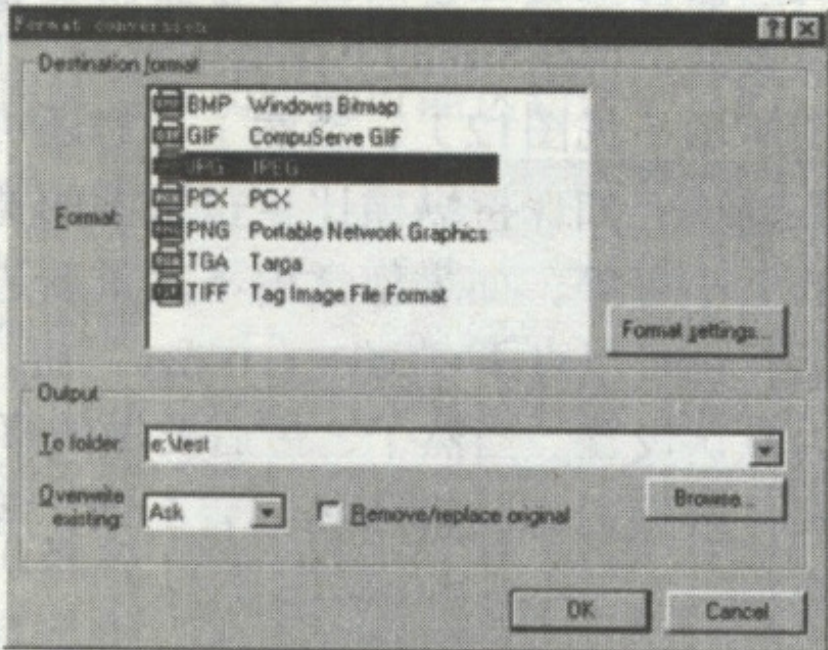 Format conversion
Destination format
Format:
BMP Windows Bitmap
GIF CompuServe GIF
JPG JPEG
PCX PCX
PNG Portable Network Graphics
TGA Targa
TIFF Tag Image File Format
Format settings...
Output
To folder: e:\test
Overwrite existing: Ask
Remove/replace original
Browse...
OK Cancel